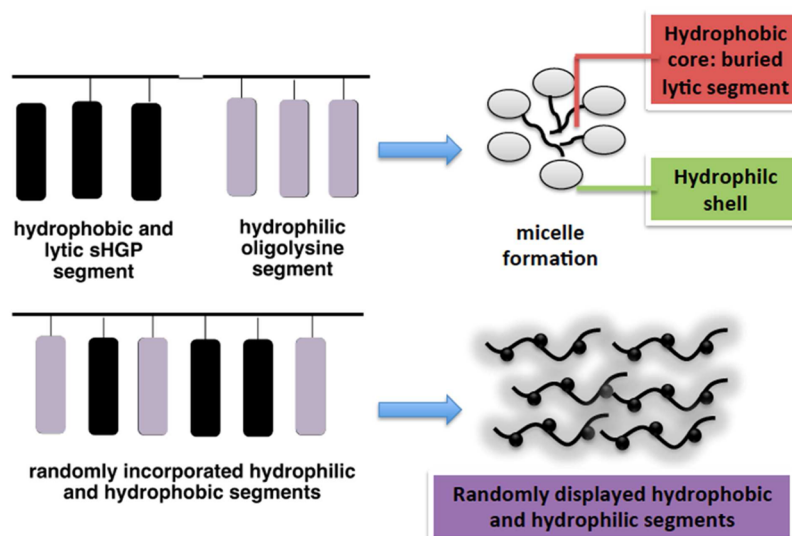 Hydrophobic
core: buried
lytic segment
hydrophobic and
lytic sHGP
segment
hydrophilic
oligolysine
segment
micelle
formation
Hydrophilc
shell
randomly incorporated hydrophilic
and hydrophobic segments
Randomly displayed hydrophobic
and hydrophilic segments